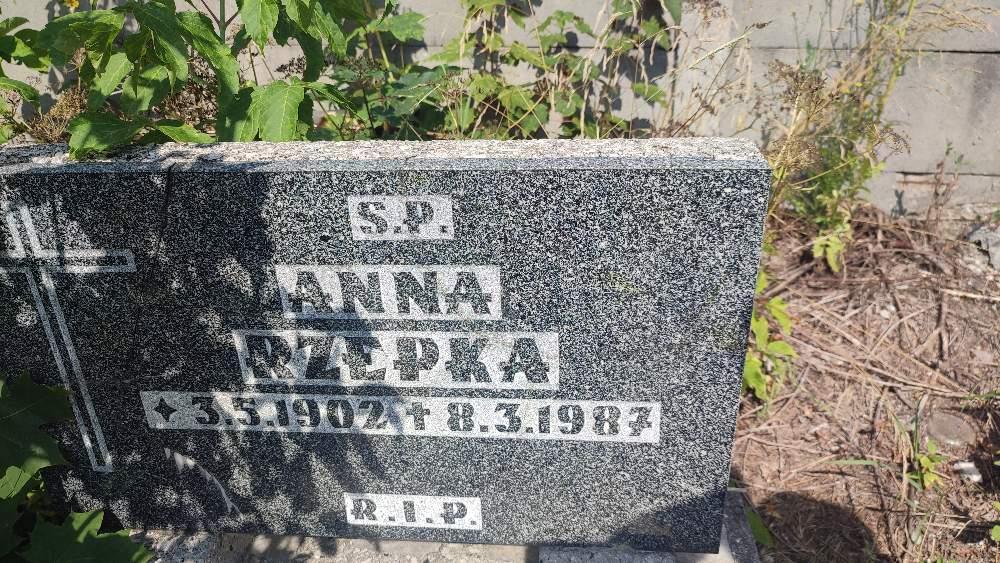 S.P.
ANNA
RZEPKA
✦ 3.5.1902 ✝ 8.3.1987
R.I.P.